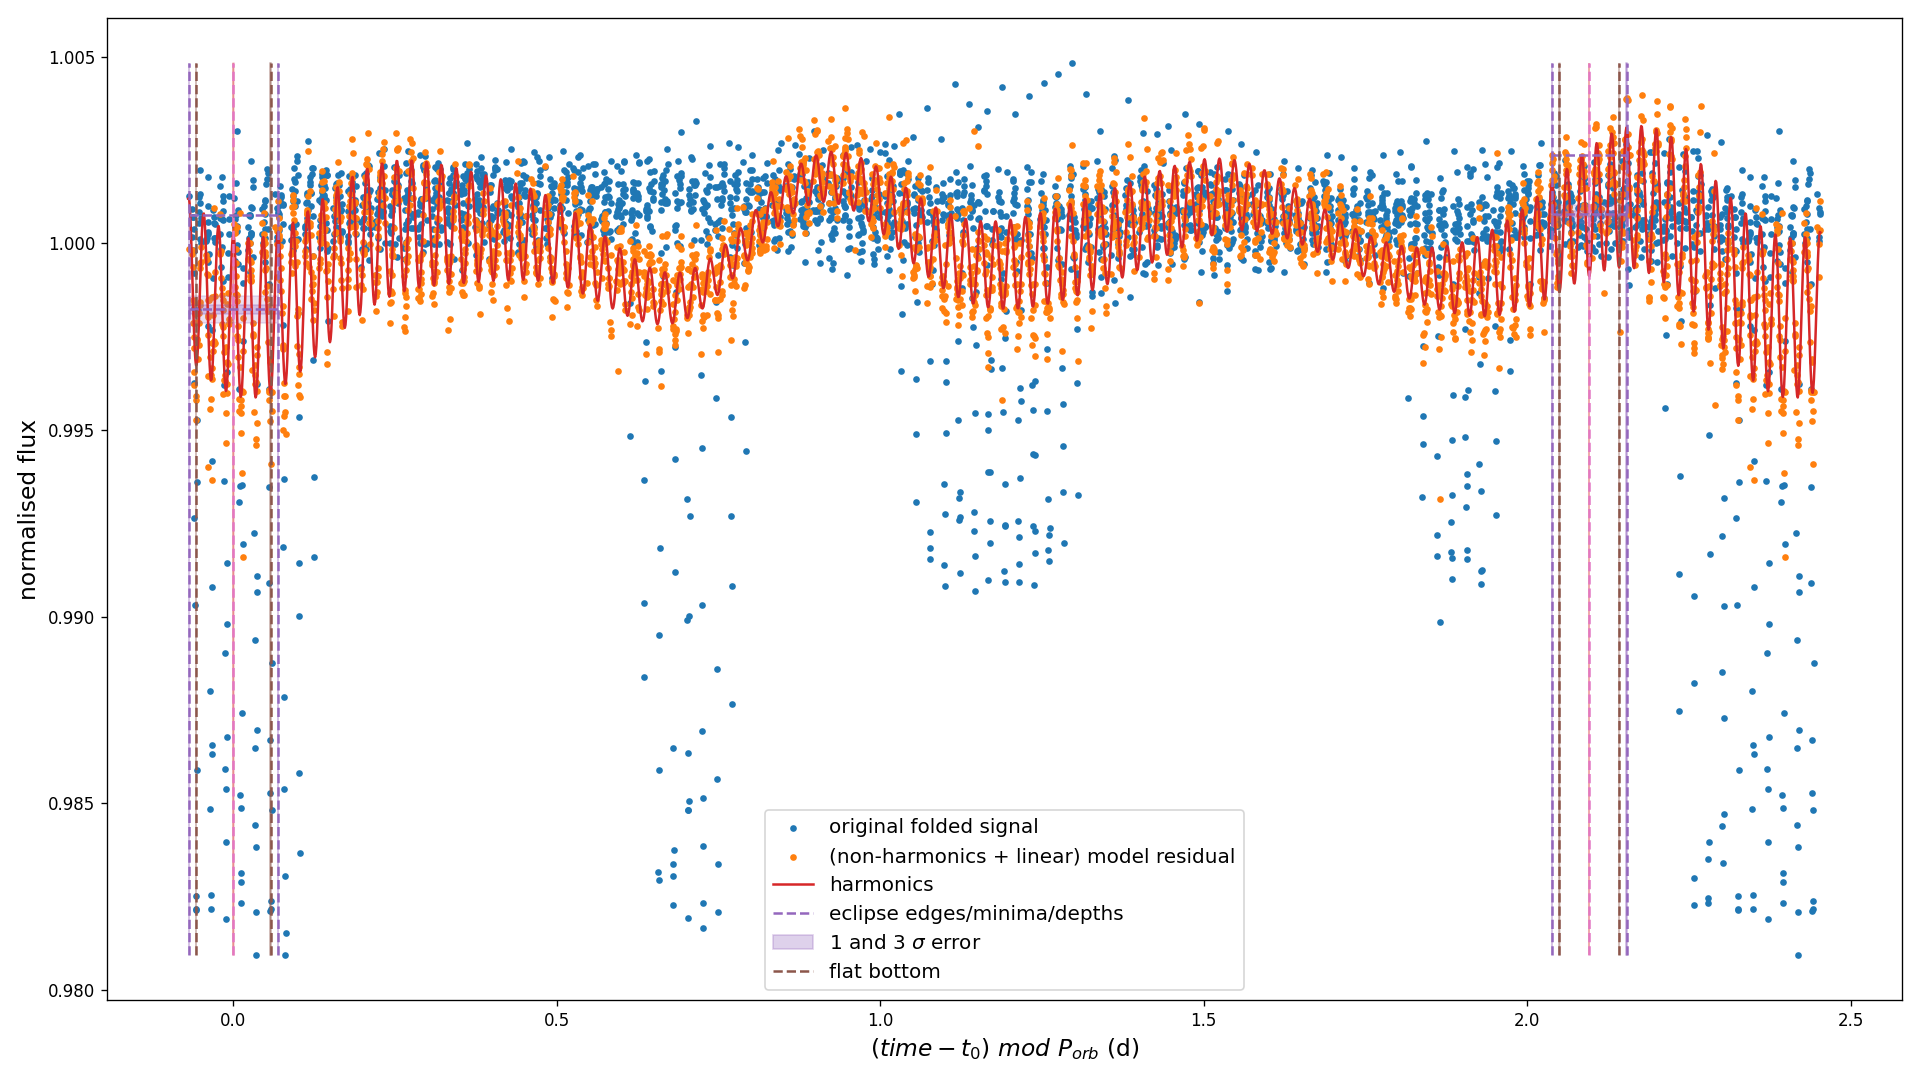 normalised flux
1.005
1.000
0.995
0.990
0.985
0.980
original folded signal
(non-harmonics + linear) model residual
harmonics
eclipse edges/minima/depths
1 and 3 σ error
flat bottom
0.0 0.5 1.0 1.5 2.0 2.5
(time − t₀) mod Pₒᵣb (d)